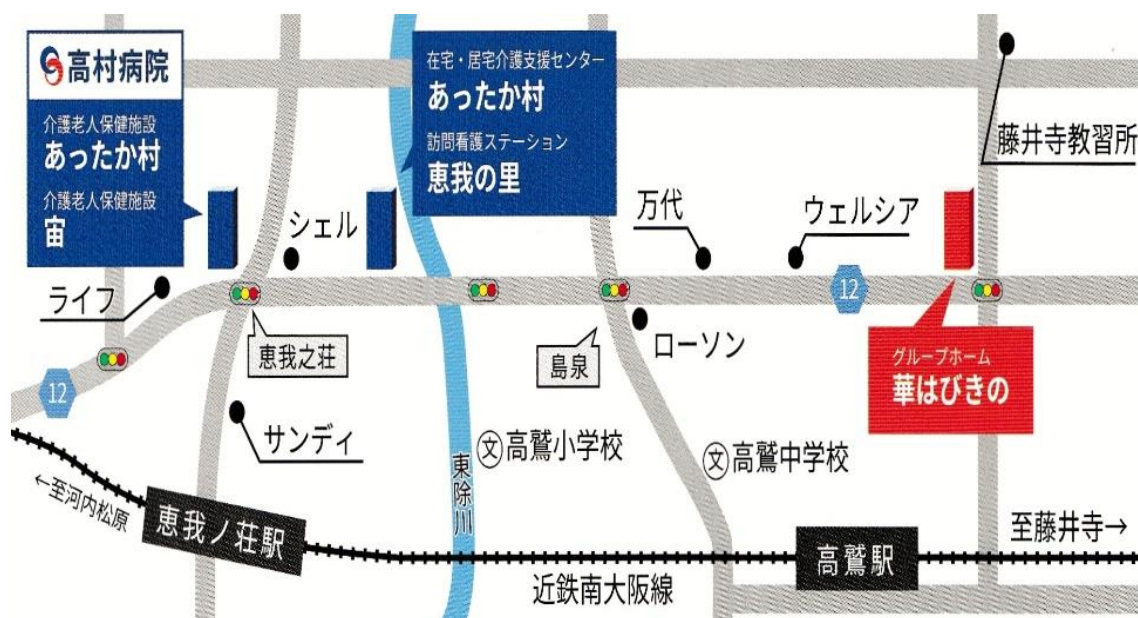 高村病院
介護老人保健施設
あったか村
介護老人保健施設
宙
在宅・居宅介護支援センター
あったか村
訪問看護ステーション
恵我の里
藤井寺教習所
シェル
万代
ウェルシア
ライフ
12
恵我之荘
島泉
ローソン
グループホーム
華はびきの
12
サンディ
文高鷲小学校
文高鷲中学校
東除川
←至河内松原
恵我ノ荘駅
近鉄南大阪線
高鷲駅
至藤井寺→